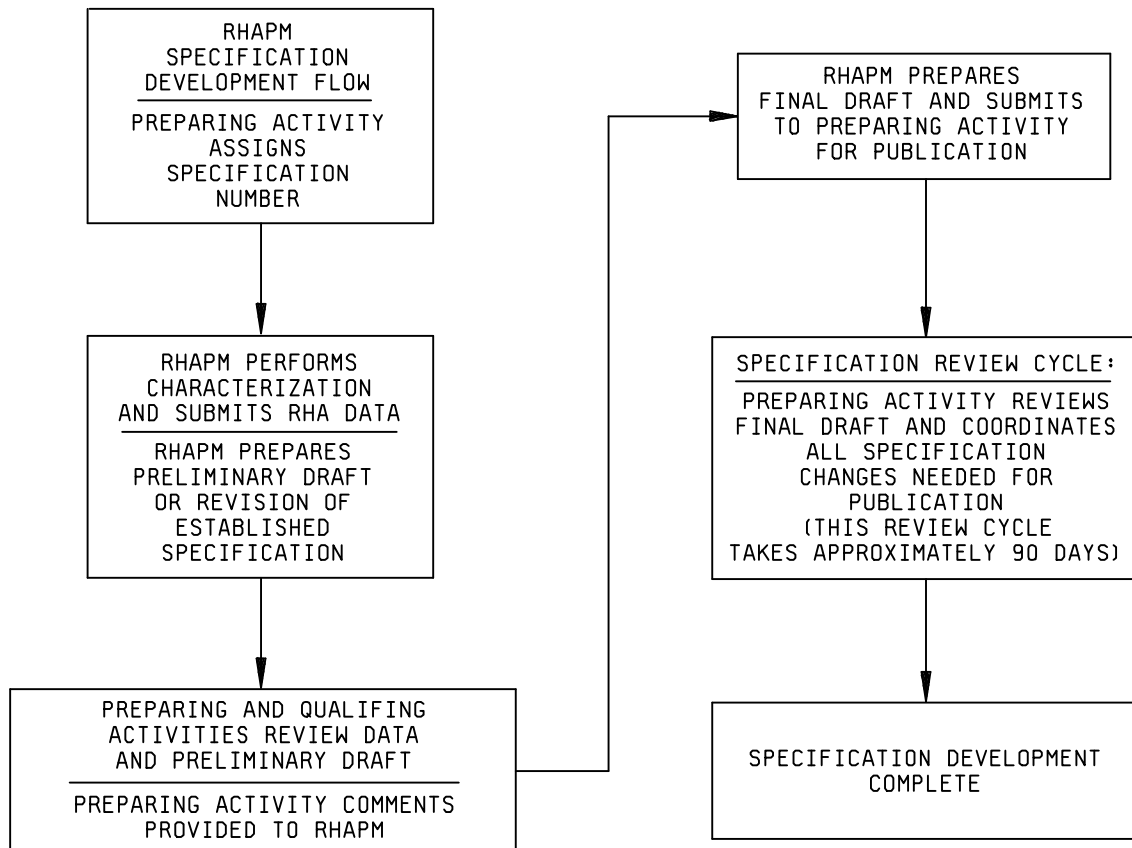 RHAPM
SPECIFICATION
DEVELOPMENT FLOW
PREPARING ACTIVITY
ASSIGNS
SPECIFICATION
NUMBER
RHAPM PERFORMS
CHARACTERIZATION
AND SUBMITS RHA DATA
RHAPM PREPARES
PRELIMINARY DRAFT
OR REVISION OF
ESTABLISHED
SPECIFICATION
PREPARING AND QUALIFING
ACTIVITIES REVIEW DATA
AND PRELIMINARY DRAFT
PREPARING ACTIVITY COMMENTS
PROVIDED TO RHAPM
RHAPM PREPARES
FINAL DRAFT AND SUBMITS
TO PREPARING ACTIVITY
FOR PUBLICATION
SPECIFICATION REVIEW CYCLE:
PREPARING ACTIVITY REVIEWS
FINAL DRAFT AND COORDINATES
ALL SPECIFICATION
CHANGES NEEDED FOR
PUBLICATION
(THIS REVIEW CYCLE
TAKES APPROXIMATELY 90 DAYS)
SPECIFICATION DEVELOPMENT
COMPLETE